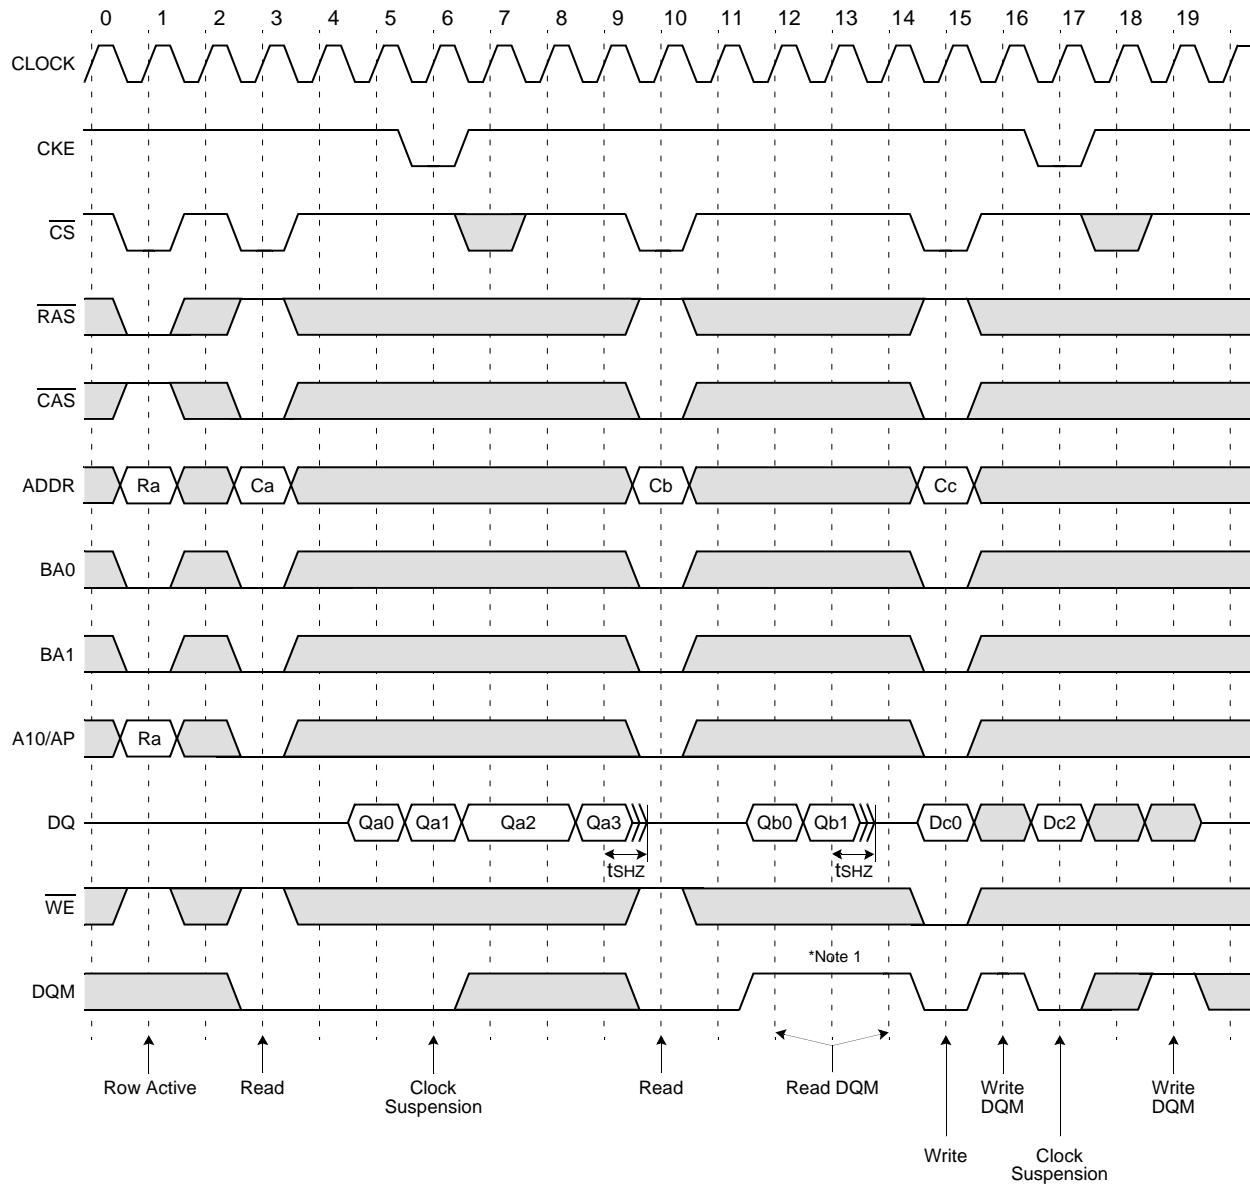 0 1 2 3 4 5 6 7 8 9 10 11 12 13 14 15 16 17 18 19
CLOCK
CKE
CS
RAS
CAS
ADDR Ra Ca Cb Cc
BA0
BA1
A10/AP Ra
DQ Qa0 Qa1 Qa2 Qa3 Qb0 Qb1 Dc0 Dc2
tSHZ tSHZ
WE
*Note 1
DQM
Row Active Read Clock Read Read DQM Write Write
Suspension DQM DQM
Write Clock
Suspension